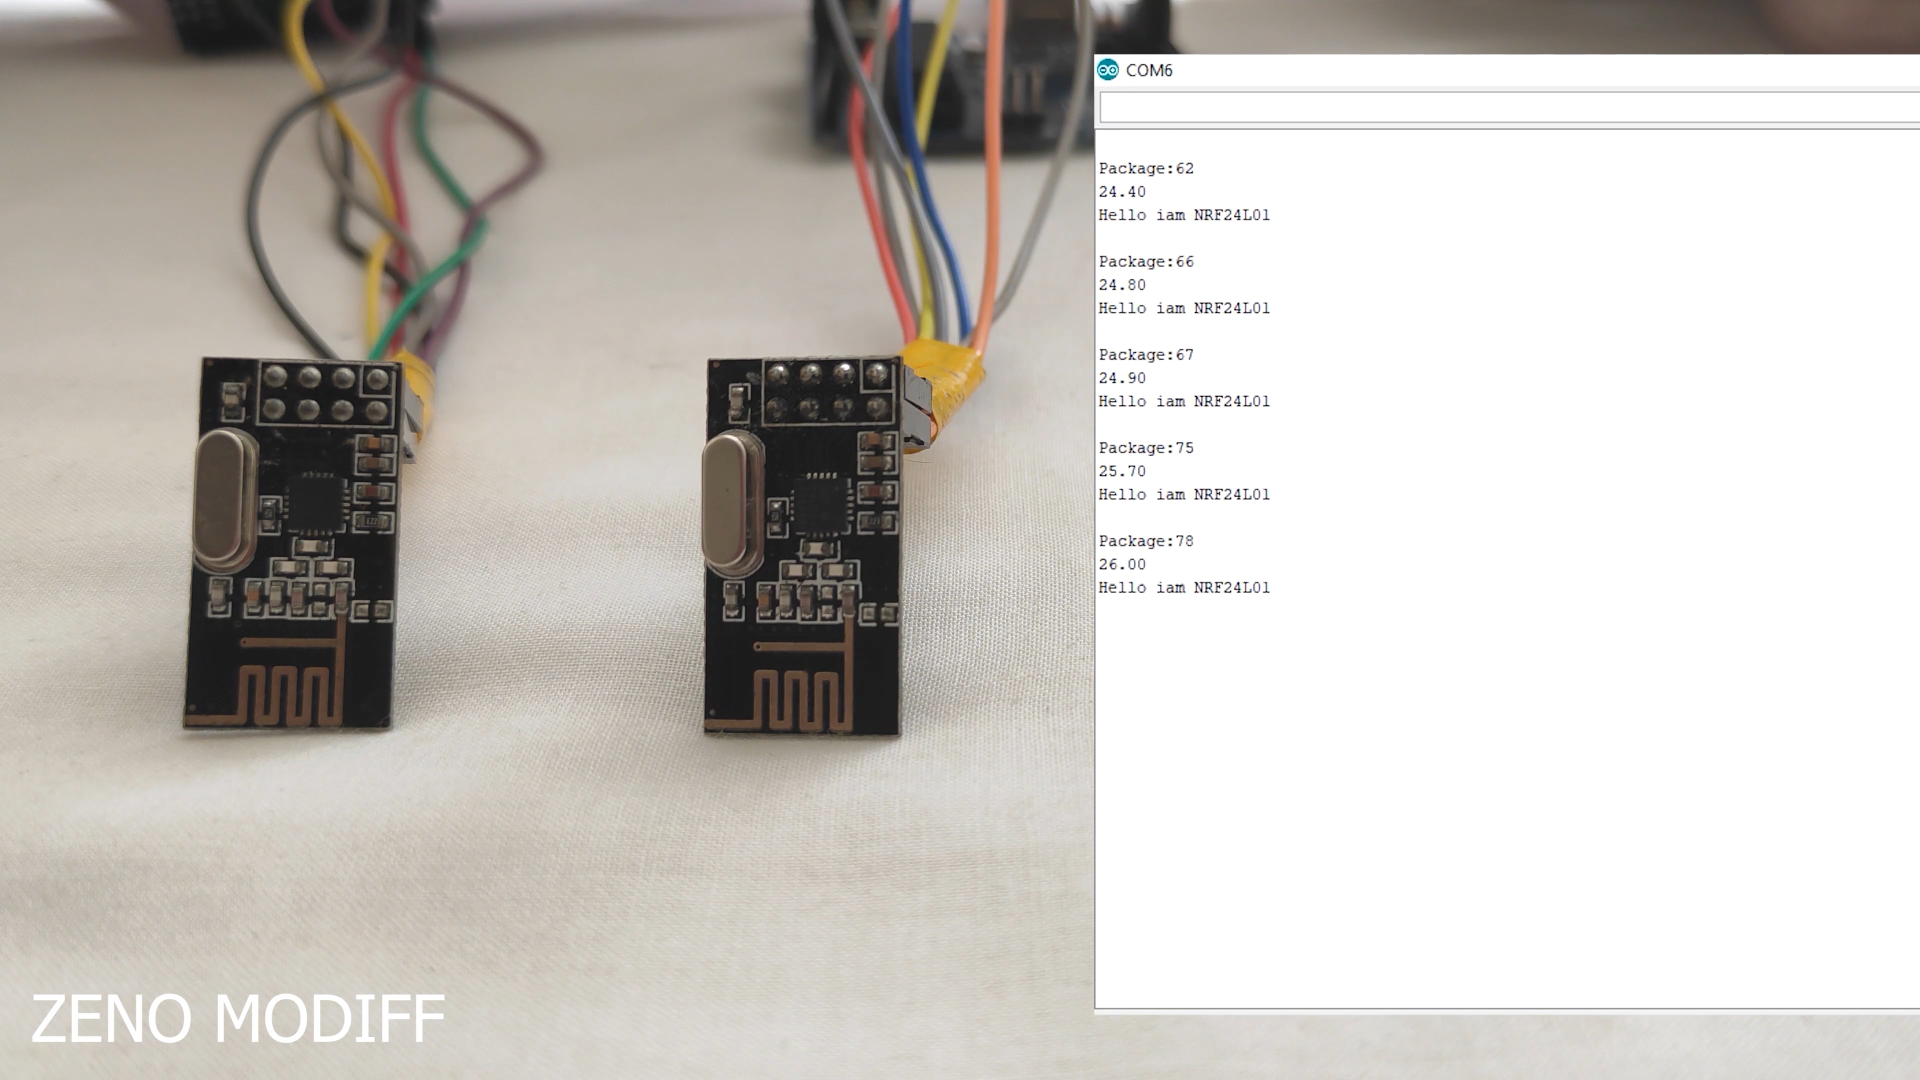 COM6
Package:62
24.40
Hello iam NRF24L01
Package:66
24.80
Hello iam NRF24L01
Package:67
24.90
Hello iam NRF24L01
Package:75
25.70
Hello iam NRF24L01
Package:78
26.00
Hello iam NRF24L01
ZENO MODIFF